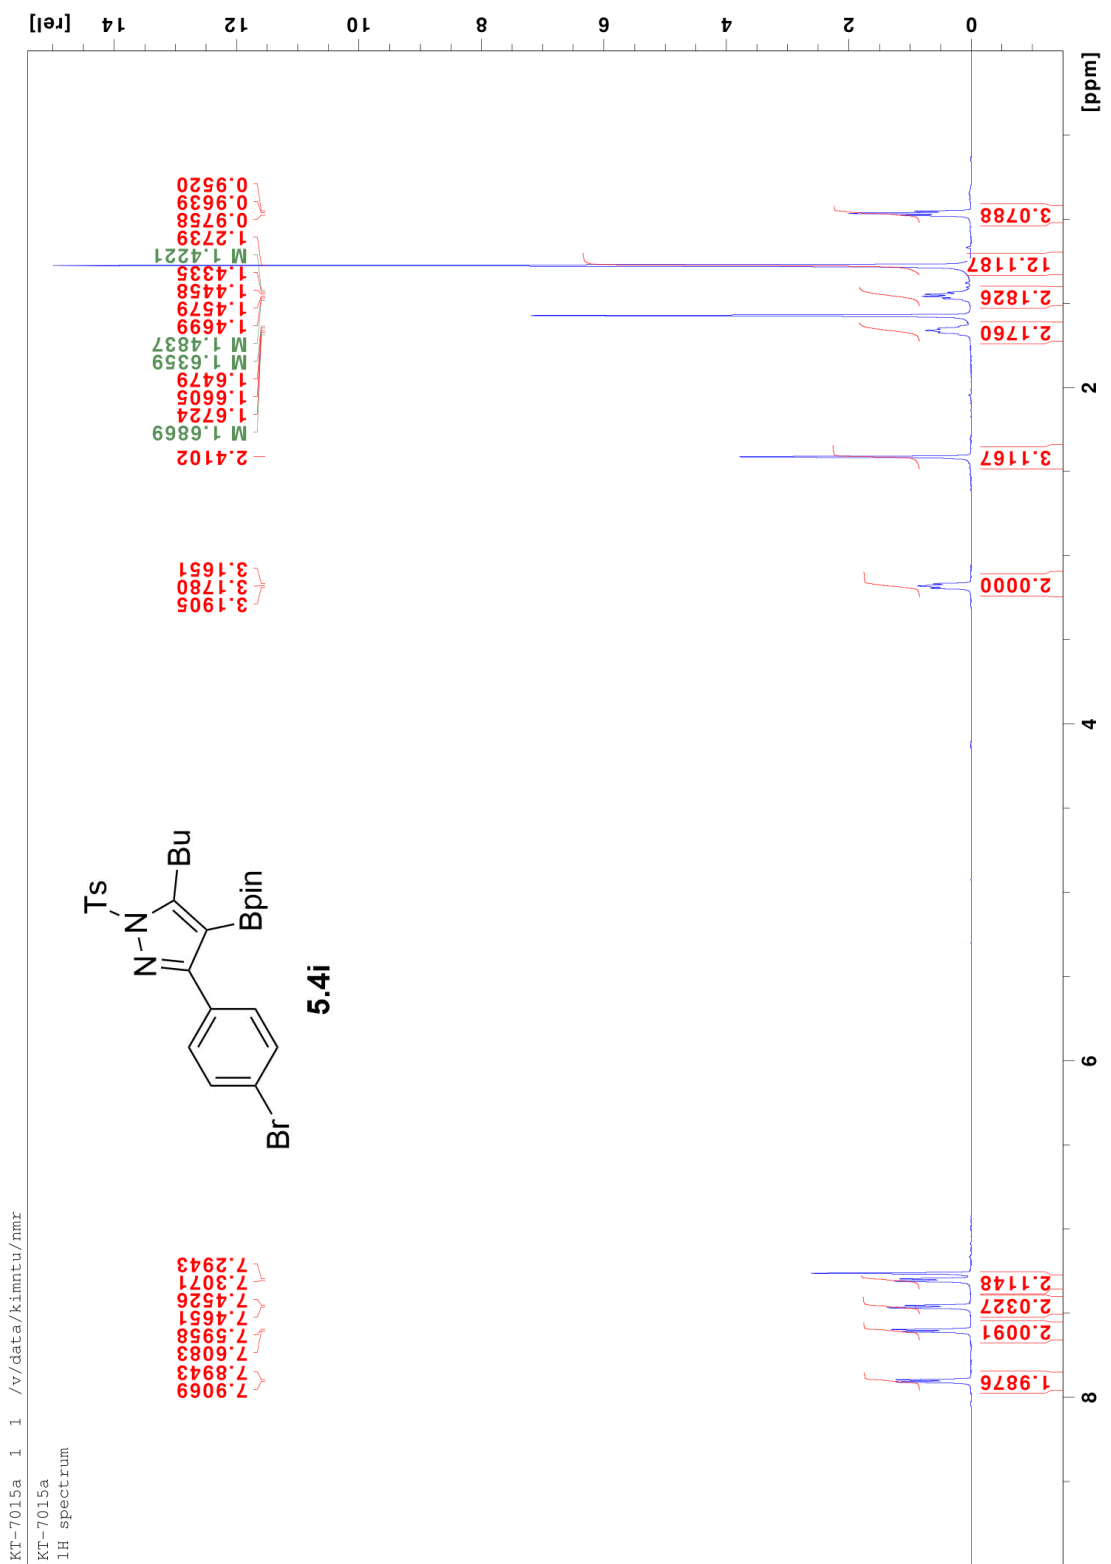 KT-7015a 1 1 /v/data/kimntu/nmr
KT-7015a
1H spectrum
7.9069
7.8943
7.6083
7.5958
7.4651
7.4526
7.3071
7.2943
3.1905
3.1780
3.1651
2.4102
M 1.6869
1.6724
1.6605
1.6479
M 1.6359
M 1.4837
1.4699
1.4579
1.4458
1.4335
M 1.4221
1.2739
0.9758
0.9639
0.9520
Ts
N
N
Bu
Bpin
Br
5.4i
[rel]
14
12
10
8
6
4
2
0
1.9876
2.0091
2.0327
2.1148
2.0000
3.1167
2.1760
2.1826
12.1187
3.0788
8
6
4
2
[ppm]